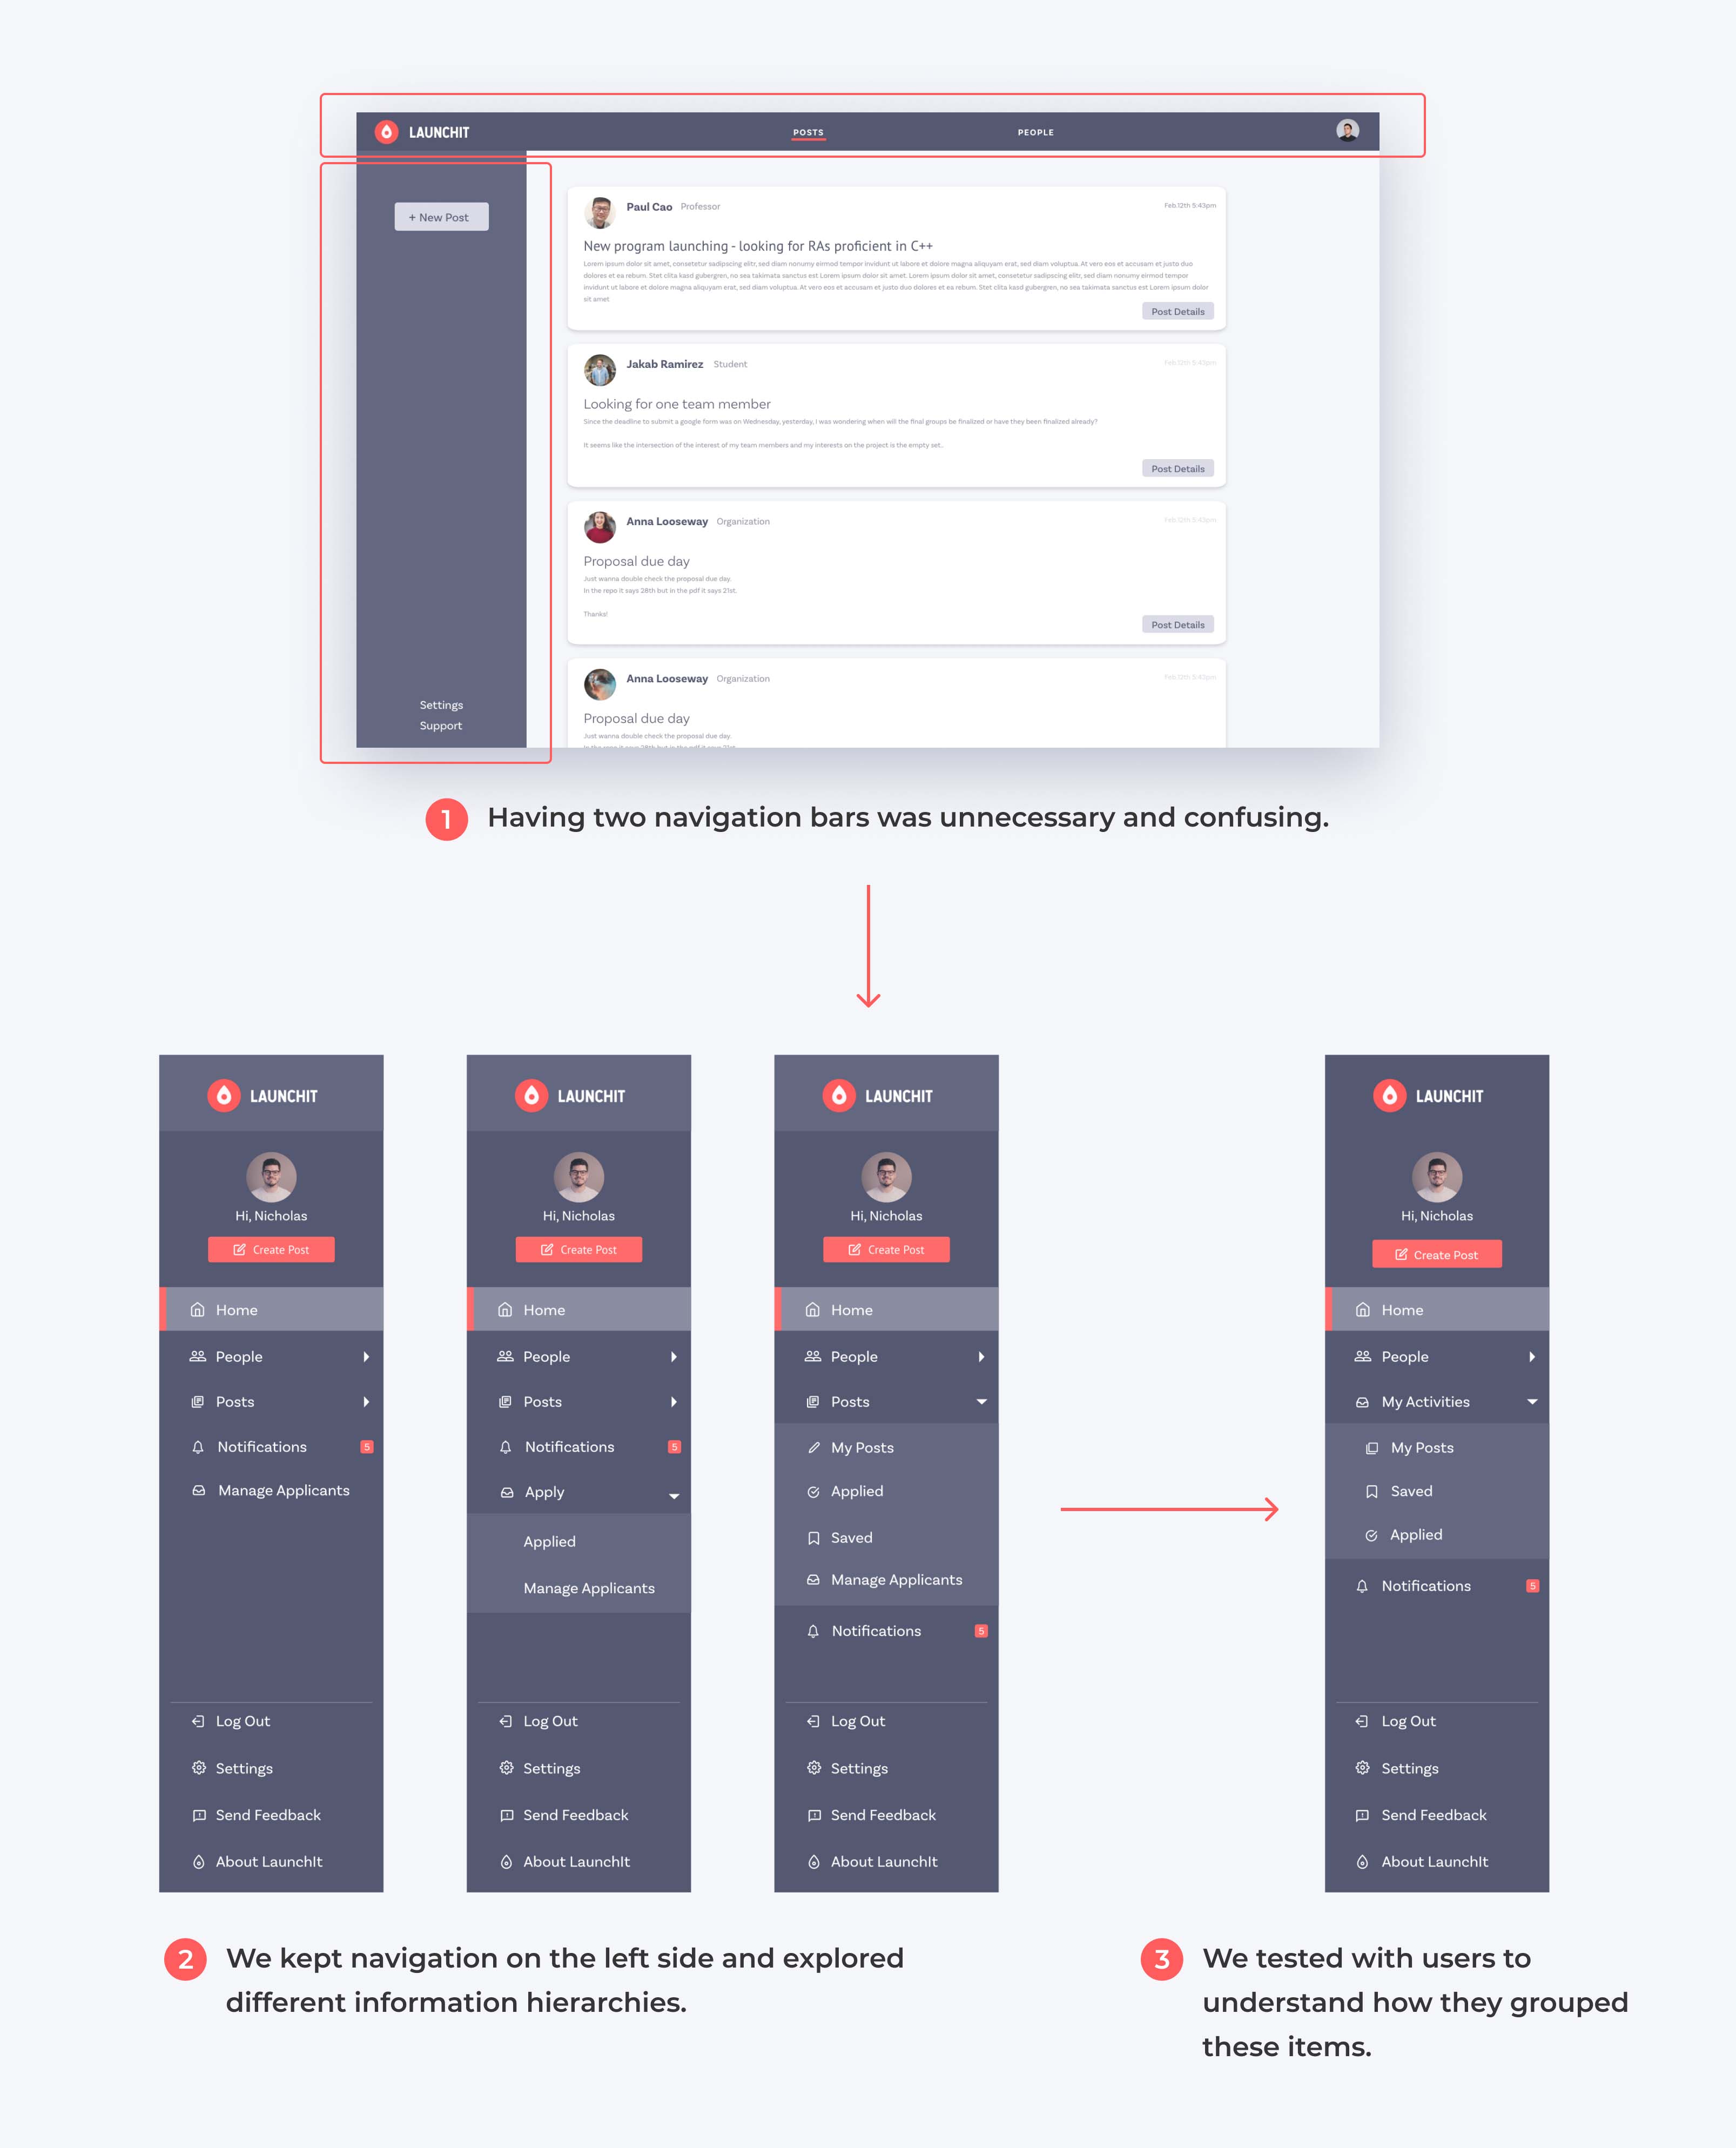 LAUNCHIT
POSTS
PEOPLE
+ New Post
Settings
Support
Paul Cao Professor
Feb.12th 5:43pm
New program launching - looking for RAs proficient in C++
Lorem ipsum dolor sit amet, consetetur sadipscing elitr, sed diam nonumy eirmod tempor invidunt ut labore et dolore magna aliquyam erat, sed diam voluptua. At vero eos et accusam et justo duo
dolores et ea rebum. Stet clita kasd gubergren, no sea takimata sanctus est Lorem ipsum dolor sit amet. Lorem ipsum dolor sit amet, consetetur sadipscing elitr, sed diam nonumy eirmod tempor
invidunt ut labore et dolore magna aliquyam erat, sed diam voluptua. At vero eos et accusam et justo duo dolores et ea rebum. Stet clita kasd gubergren, no sea takimata sanctus est Lorem ipsum dolor
sit amet
Post Details
Jakab Ramirez Student
Feb.12th 5:43pm
Looking for one team member
Since the deadline to submit a google form was on Wednesday, yesterday, I was wondering when will the final groups be finalized or have they been finalized already?
It seems like the intersection of the interest of my team members and my interests on the project is the empty set..
Post Details
Anna Looseway Organization
Feb.12th 5:43pm
Proposal due day
Just wanna double check the proposal due day.
In the repo it says 28th but in the pdf it says 21st.
Thanks!
Post Details
Anna Looseway Organization
Feb.12th 5:43pm
Proposal due day
Just wanna double check the proposal due day.
In the repo it says 28th but in the pdf it says 21st.
1 Having two navigation bars was unnecessary and confusing.
LAUNCHIT
Hi, Nicholas
Create Post
Home
People
Posts
Notifications 5
Manage Applicants
Log Out
Settings
Send Feedback
About LaunchIt
LAUNCHIT
Hi, Nicholas
Create Post
Home
People
Posts
Notifications 5
Apply
Applied
Manage Applicants
Log Out
Settings
Send Feedback
About LaunchIt
LAUNCHIT
Hi, Nicholas
Create Post
Home
People
Posts
My Posts
Applied
Saved
Manage Applicants
Notifications 5
Log Out
Settings
Send Feedback
About LaunchIt
LAUNCHIT
Hi, Nicholas
Create Post
Home
People
My Activities
My Posts
Saved
Applied
Notifications 5
Log Out
Settings
Send Feedback
About LaunchIt
2 We kept navigation on the left side and explored
different information hierarchies.
3 We tested with users to
understand how they grouped
these items.